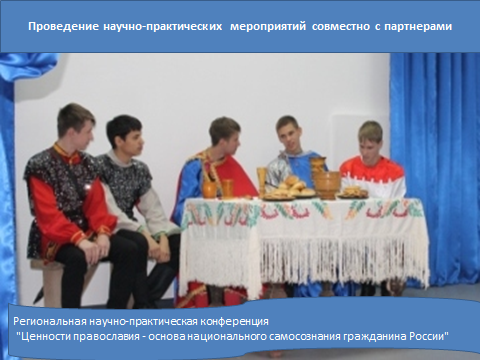 Проведение научно-практических мероприятий совместно с партнерами
Региональная научно-практическая конференция
"Ценности православия - основа национального самосознания гражданина России"